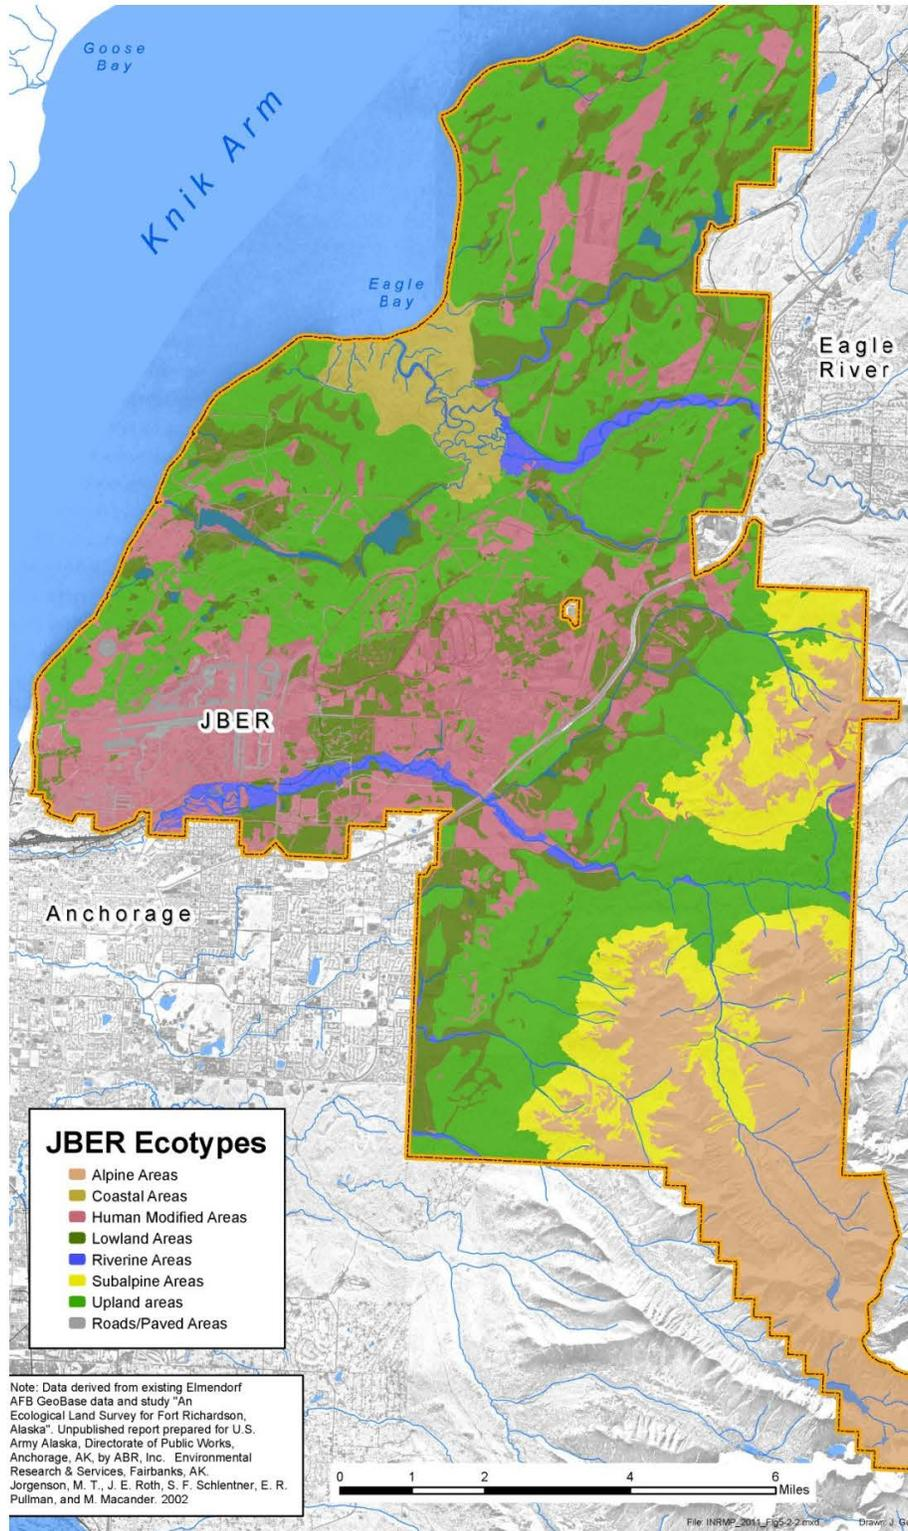 Goose
Bay
Knik Arm
Eagle
Bay
Eagle
River
JBER
Anchorage
JBER Ecotypes
Alpine Areas
Coastal Areas
Human Modified Areas
Lowland Areas
Riverine Areas
Subalpine Areas
Upland areas
Roads/Paved Areas
Note: Data derived from existing Elmendorf
AFB GeoBase data and study "An
Ecological Land Survey for Fort Richardson,
Alaska". Unpublished report prepared for U.S.
Army Alaska, Directorate of Public Works,
Anchorage, AK, by ABR, Inc. Environmental
Research & Services, Fairbanks, AK.
Jorgenson, M. T., J. E. Roth, S. F. Schlentner, E. R.
Pullman, and M. Macander. 2002
0 1 2 4 6
Miles
File: INRMP_2011_Fig5-2-2.mxd Drawn: J. G